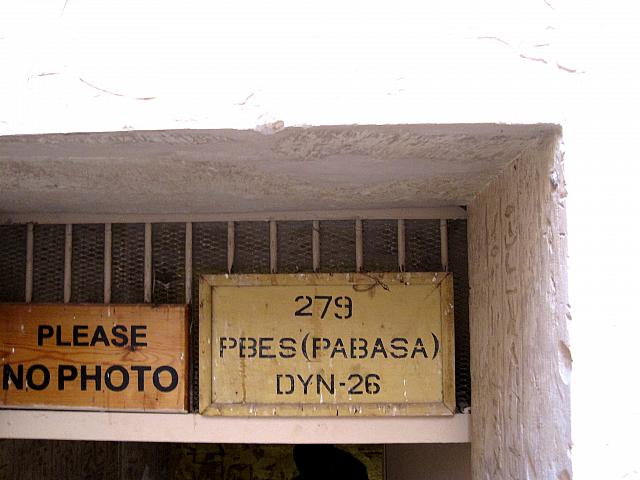 PLEASE
NO PHOTO
279
PBES(PABASA)
DYN-26